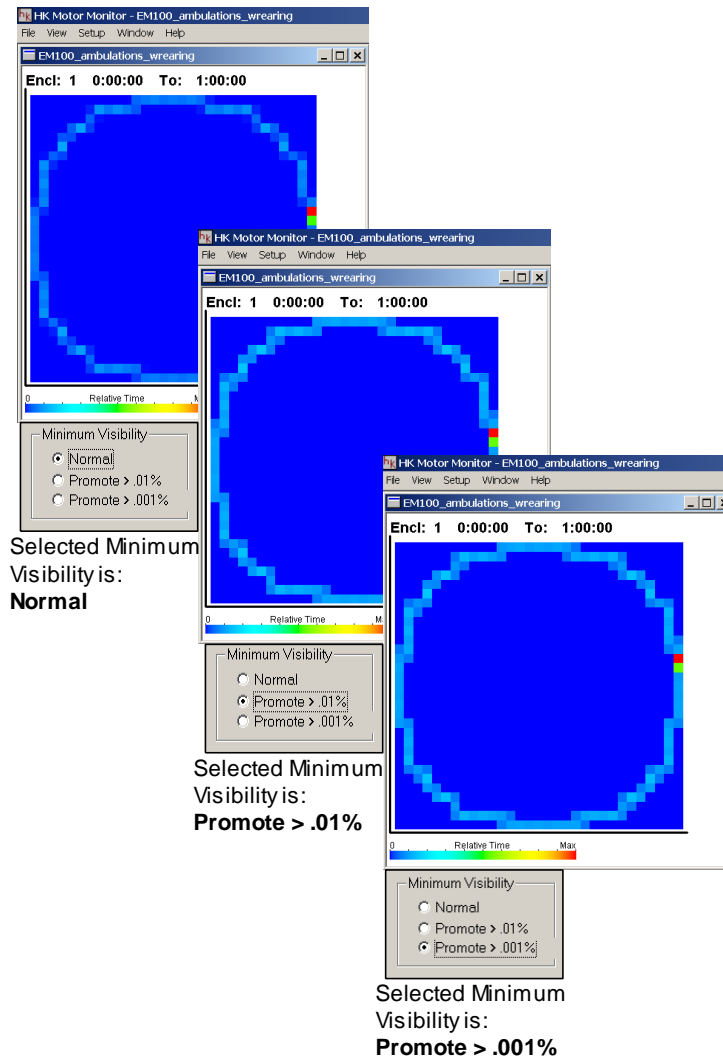 HK Motor Monitor - EM100_ambulations_wrearing
File View Setup Window Help
EM100_ambulations_wrearing
Encl: 1 0:00:00 To: 1:00:00
0 Relative Time
Minimum Visibility
Normal
Promote > .01%
Promote > .001%
Selected Minimum
Visibility is:
Normal
HK Motor Monitor - EM100_ambulations_wrearing
File View Setup Window Help
EM100_ambulations_wrearing
Encl: 1 0:00:00 To: 1:00:00
0 Relative Time
Minimum Visibility
Normal
Promote > .01%
Promote > .001%
Selected Minimum
Visibility is:
Promote > .01%
HK Motor Monitor - EM100_ambulations_wrearing
File View Setup Window Help
EM100_ambulations_wrearing
Encl: 1 0:00:00 To: 1:00:00
0 Relative Time Max
Minimum Visibility
Normal
Promote > .01%
Promote > .001%
Selected Minimum
Visibility is:
Promote > .001%